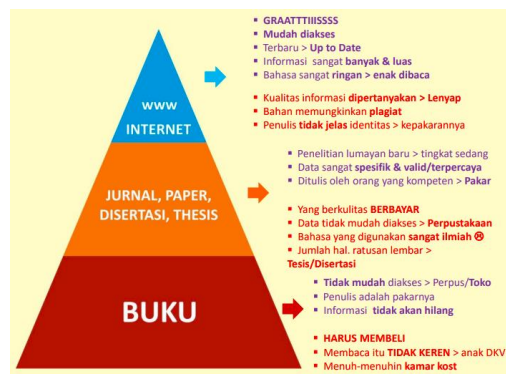 GRAATTTIIISSSS
Mudah diakses
Terbaru > Up to Date
Informasi sangat banyak & luas
Bahasa sangat ringan > enak dibaca
Kualitas informasi dipertanyakan > Lenyap
Bahan memungkinkan plagiat
Penulis tidak jelas identitas > kepakarannya
www
INTERNET
Penelitian lumayan baru > tingkat sedang
Data sangat spesifik & valid/terpercaya
Ditulis oleh orang yang kompeten > Pakar
JURNAL, PAPER,
DISERTASI, THESIS
Yang berkulitas BERBAYAR
Data tidak mudah diakses > Perpustakaan
Bahasa yang digunakan sangat ilmiah ☹
Jumlah hal. ratusan lembar >
Tesis/Disertasi
Tidak mudah diakses > Perpus/Toko
Penulis adalah pakarnya
Informasi tidak akan hilang
BUKU
HARUS MEMBELI
Membaca itu TIDAK KEREN > anak DKV
Menuh-menuhin kamar kost